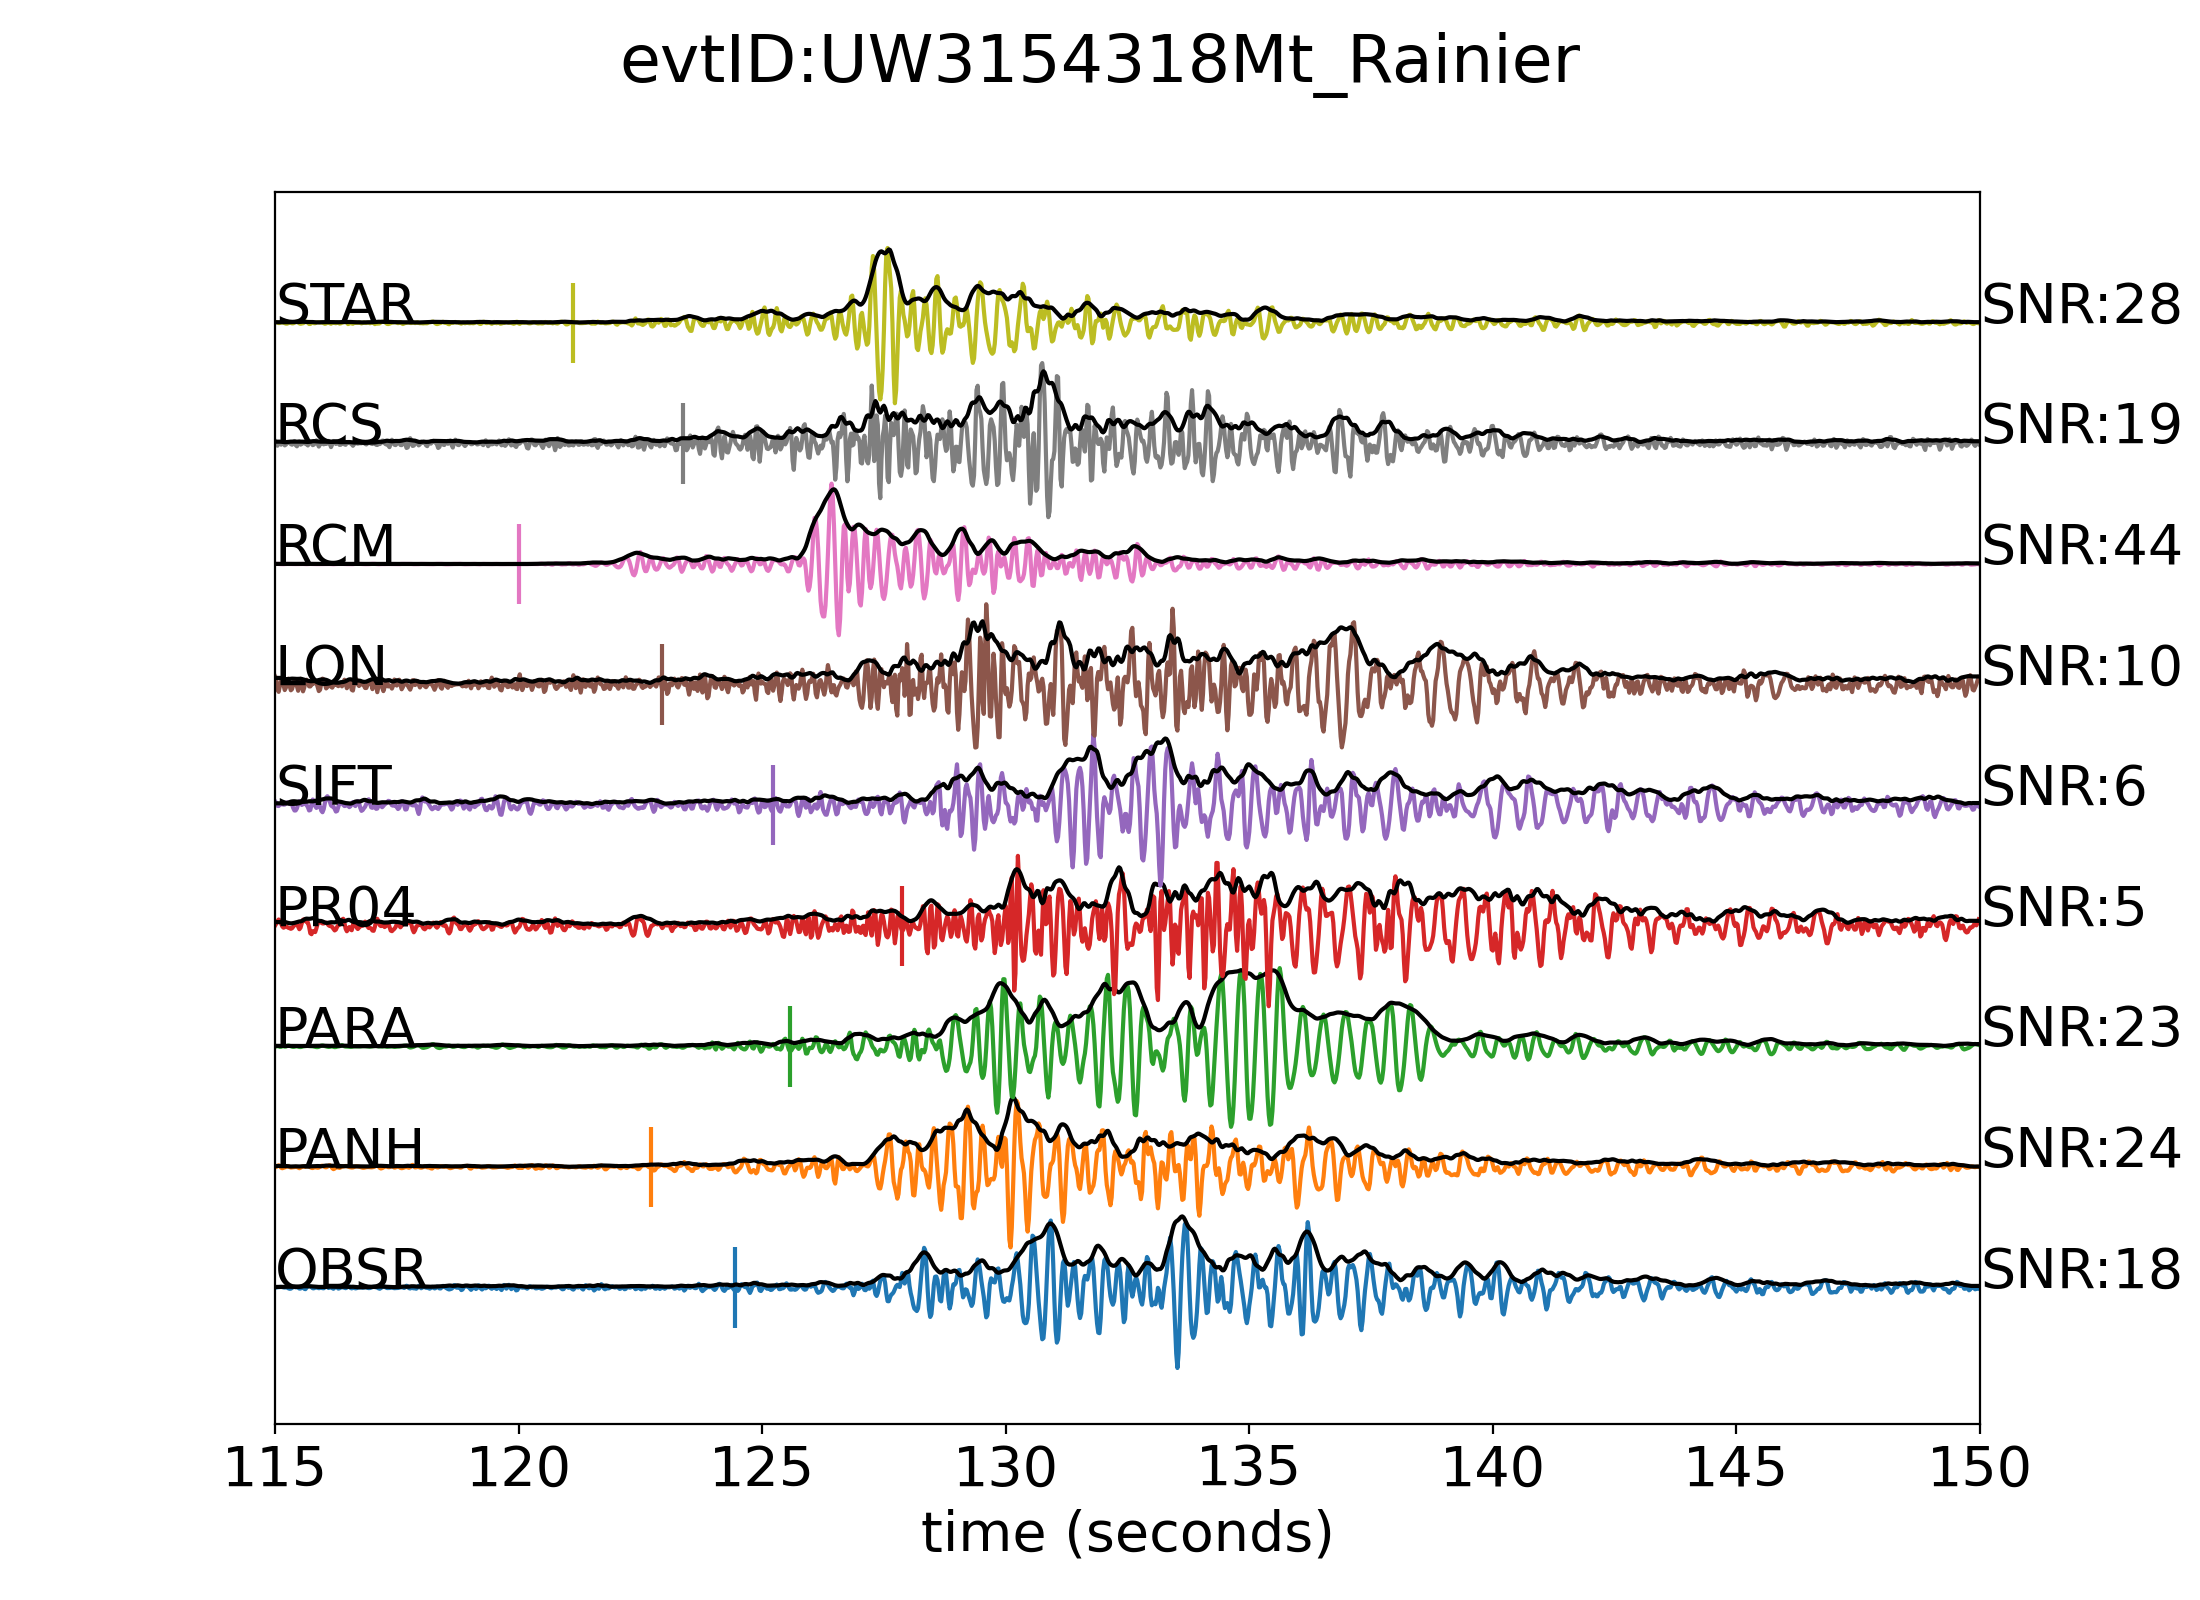 evtID:UW3154318Mt_Rainier
STAR SNR:28
RCS SNR:19
RCM SNR:44
LON SNR:10
SIFT SNR:6
PR04 SNR:5
PARA SNR:23
PANH SNR:24
OBSR SNR:18
115 120 125 130 135 140 145 150
time (seconds)